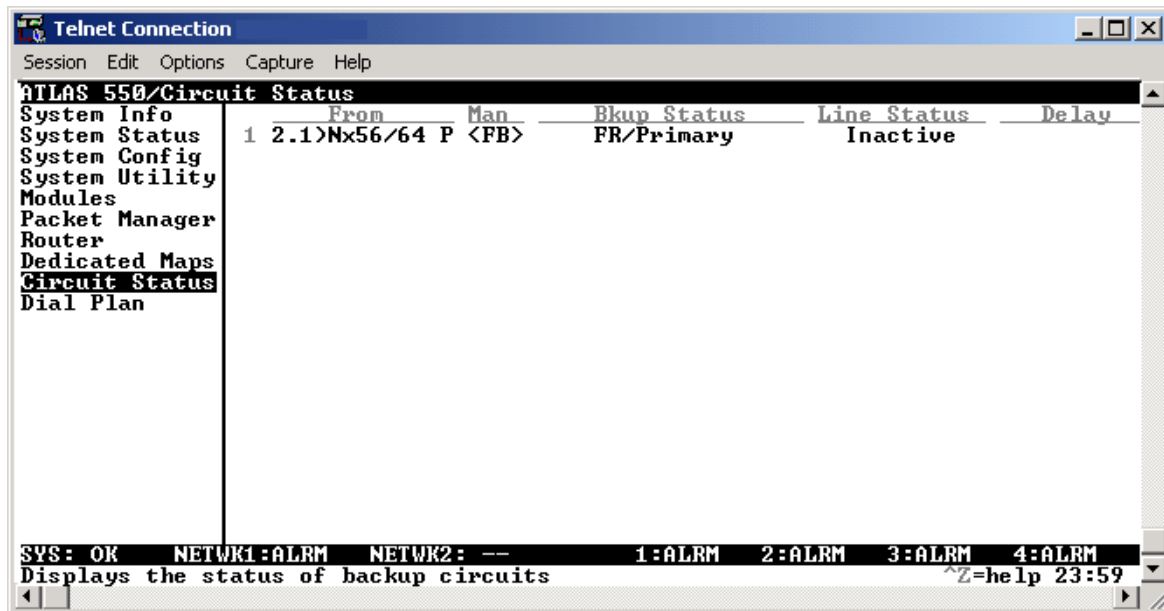 Telnet Connection
Session Edit Options Capture Help
ATLAS 550/Circuit Status
System Info From Man Bkup Status Line Status Delay
System Status 1 2.1>Nx56/64 P <FB> FR/Primary Inactive
System Config
System Utility
Modules
Packet Manager
Router
Dedicated Maps
Circuit Status
Dial Plan
SYS: OK NETWK1:ALRM NETWK2: -- 1:ALRM 2:ALRM 3:ALRM 4:ALRM
Displays the status of backup circuits ^Z=help 23:59